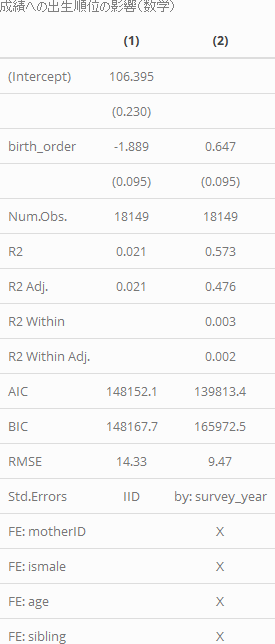 成績への出生順位の影響(数学)
(1) (2)
(Intercept) 106.395
(0.230)
birth_order -1.889 0.647
(0.095) (0.095)
Num.Obs. 18149 18149
R2 0.021 0.573
R2 Adj. 0.021 0.476
R2 Within 0.003
R2 Within Adj. 0.002
AIC 148152.1 139813.4
BIC 148167.7 165972.5
RMSE 14.33 9.47
Std.Errors IID by: survey_year
FE: motherID X
FE: ismale X
FE: age X
FE: sibling X